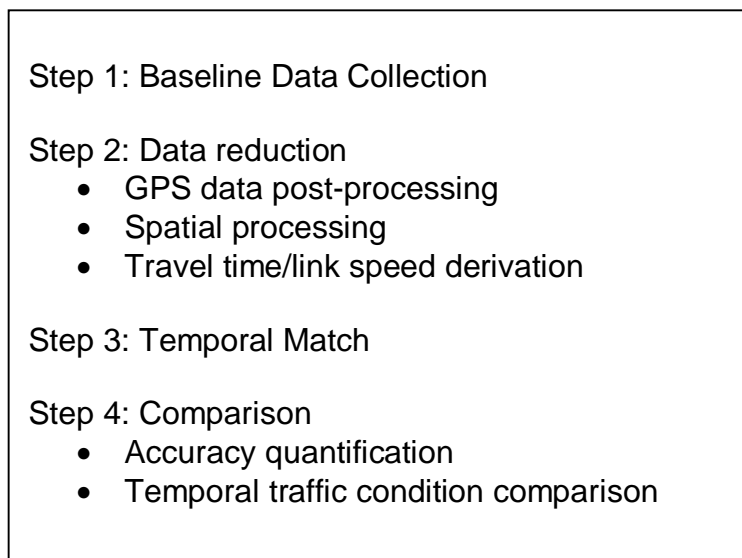 Step 1: Baseline Data Collection
Step 2: Data reduction
• GPS data post-processing
• Spatial processing
• Travel time/link speed derivation
Step 3: Temporal Match
Step 4: Comparison
• Accuracy quantification
• Temporal traffic condition comparison